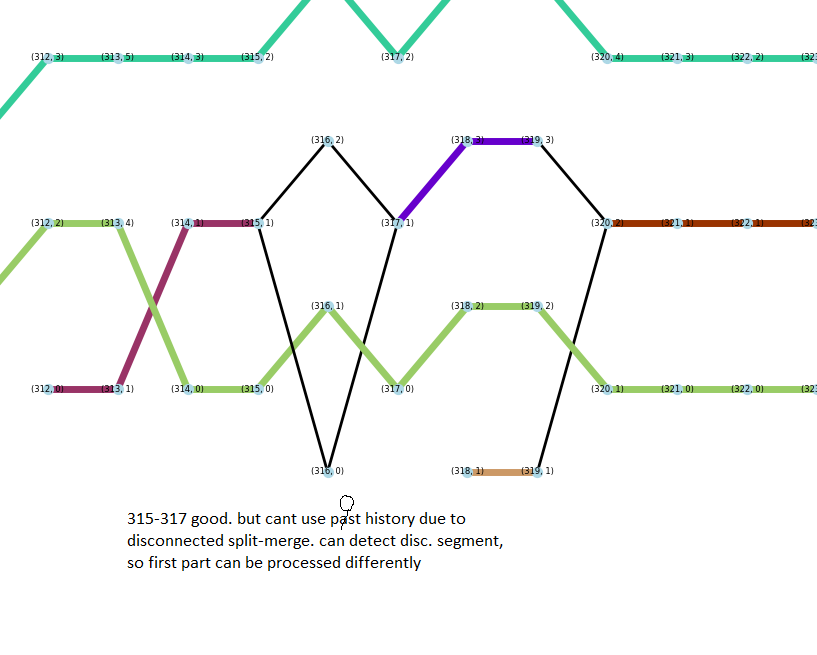 (312, 3) (313, 5) (314, 3) (315, 2) (317, 2) (320, 4) (321, 3) (322, 2) (323
(316, 2) (318, 3) (319, 3)
(312, 2) (313, 4) (314, 1) (315, 1) (317, 1) (320, 2) (321, 1) (322, 1) (323
(316, 1) (318, 2) (319, 2)
(312, 0) (313, 1) (314, 0) (315, 0) (317, 0) (320, 1) (321, 0) (322, 0) (323
(316, 0) (318, 1) (319, 1)
315-317 good. but cant use past history due to
disconnected split-merge. can detect disc. segment,
so first part can be processed differently